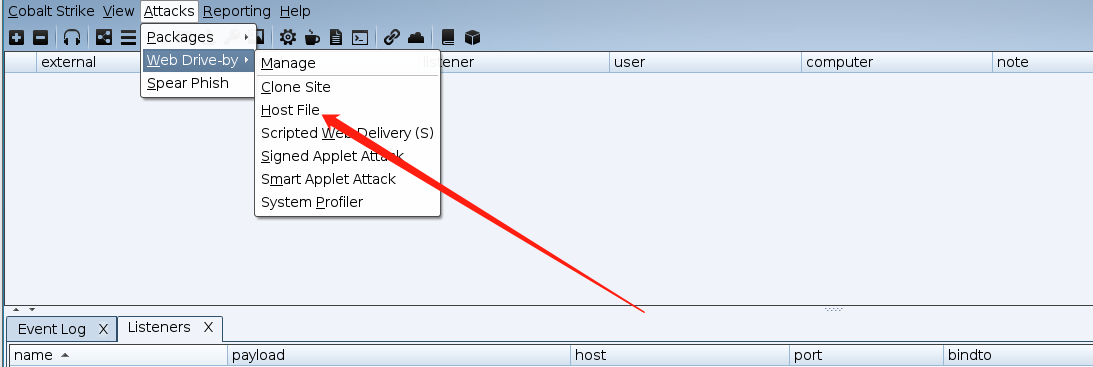 Cobalt Strike View Attacks Reporting Help
Packages
Web Drive-by
Spear Phish
Manage
Clone Site
Host File
Scripted Web Delivery (S)
Signed Applet Attack
Smart Applet Attack
System Profiler
external user computer note
Event Log X Listeners X
name payload host port bindto